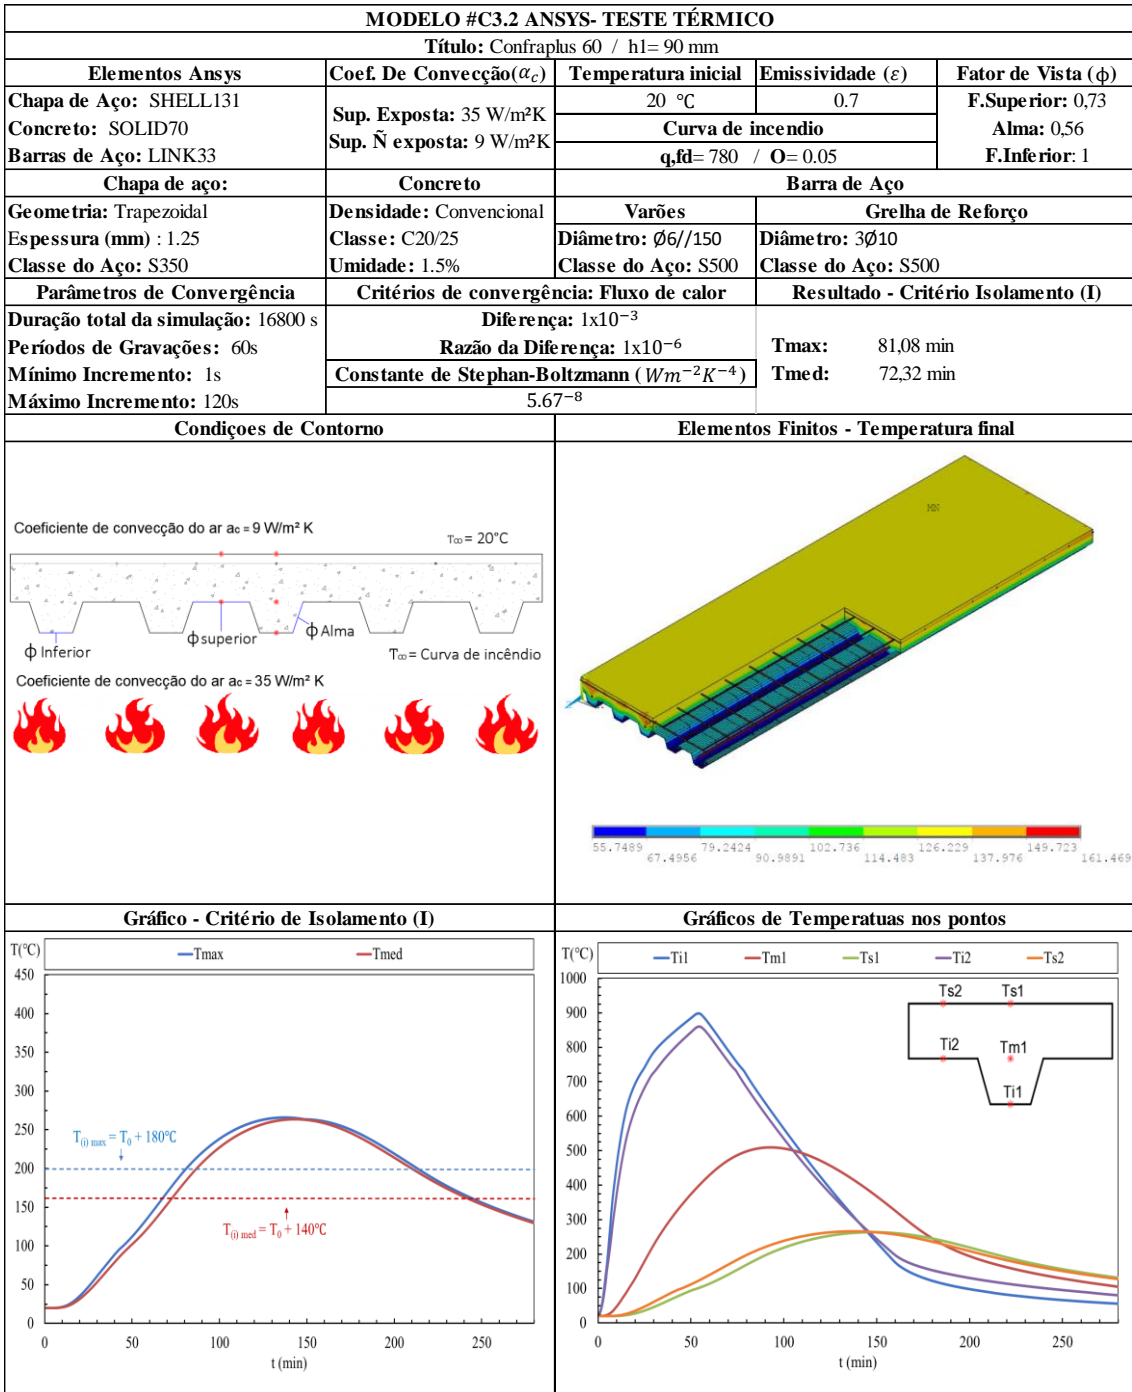 MODELO #C3.2 ANSYS- TESTE TÉRMICO
Título: Confraplus 60 / h1= 90 mm
Elementos Ansys
Coef. De Convecção(α_c)
Temperatura inicial
Emissividade (ε)
Fator de Vista (ϕ)
Chapa de Aço: SHELL131
Concreto: SOLID70
Barras de Aço: LINK33
Sup. Exposta: 35 W/m²K
Sup. Ñ exposta: 9 W/m²K
20 °C
0.7
Curva de incendio
q,fd= 780 / O= 0.05
F.Superior: 0,73
Alma: 0,56
F.Inferior: 1
Chapa de aço:
Concreto
Barra de Aço
Geometria: Trapezoidal
Espessura (mm) : 1.25
Classe do Aço: S350
Densidade: Convencional
Classe: C20/25
Umidade: 1.5%
Varões
Diâmetro: Ø6//150
Classe do Aço: S500
Grelha de Reforço
Diâmetro: 3Ø10
Classe do Aço: S500
Parâmetros de Convergência
Critérios de convergência: Fluxo de calor
Resultado - Critério Isolamento (I)
Duração total da simulação: 16800 s
Períodos de Gravações: 60s
Mínimo Incremento: 1s
Máximo Incremento: 120s
Diferença: 1x10⁻³
Razão da Diferença: 1x10⁻⁶
Constante de Stephan-Boltzmann (Wm⁻²K⁻⁴)
5.67⁻⁸
Tmax: 81,08 min
Tmed: 72,32 min
Condiçoes de Contorno
Elementos Finitos - Temperatura final
Coeficiente de convecção do ar ac = 9 W/m² K
T∞ = 20°C
ϕ Inferior
ϕ superior
ϕ Alma
T∞ = Curva de incêndio
Coeficiente de convecção do ar ac = 35 W/m² K
MN
55.7489
67.4956
79.2424
90.9891
102.736
114.483
126.229
137.976
149.723
161.469
Gráfico - Critério de Isolamento (I)
Gráficos de Temperatuas nos pontos
T(°C)
Tmax
Tmed
450
400
350
300
250
200
150
100
50
0
T(i) max = T0 + 180°C
T(i) med = T0 + 140°C
0 50 100 150 200 250
t (min)
T(°C)
Ti1
Tm1
Ts1
Ti2
Ts2
1000
900
800
700
600
500
400
300
200
100
0
Ts2
Ts1
Ti2
Tm1
Ti1
0 50 100 150 200 250
t (min)